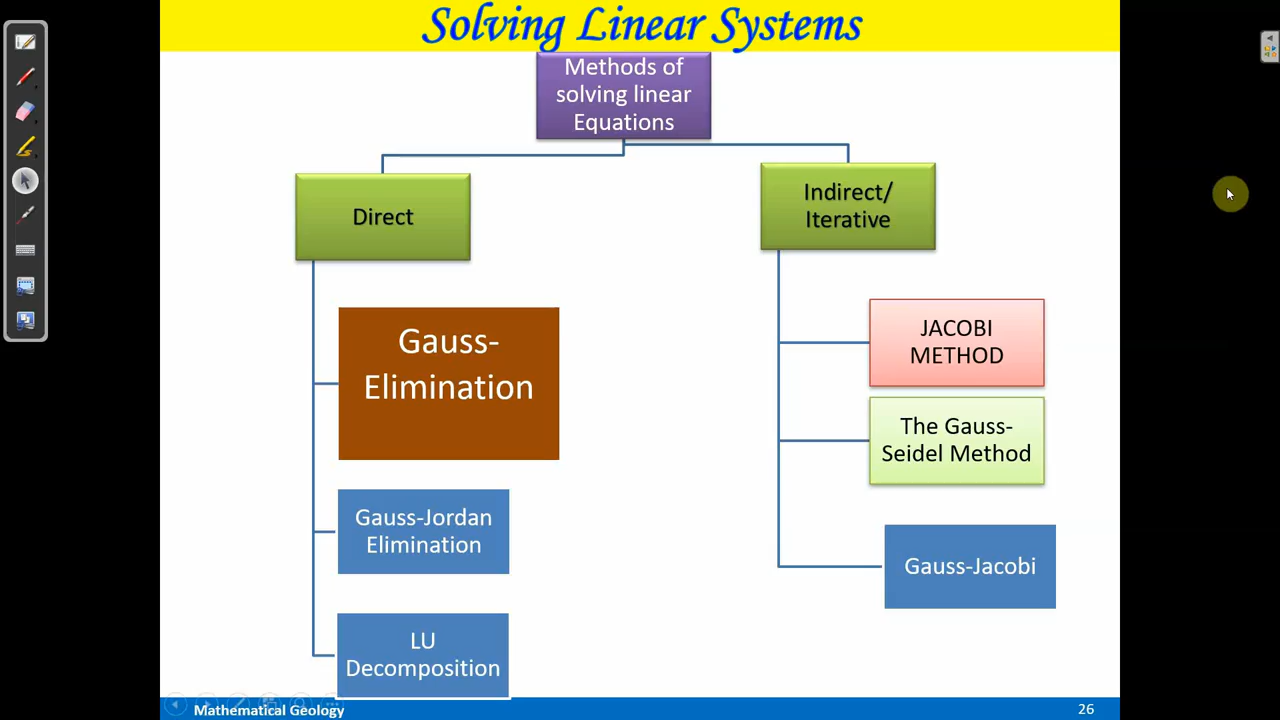 Solving Linear Systems
Methods of
solving linear
Equations
Direct
Indirect/
Iterative
Gauss-
Elimination
JACOBI
METHOD
The Gauss-
Seidel Method
Gauss-Jordan
Elimination
Gauss-Jacobi
LU
Decomposition
Mathematical Geology
26